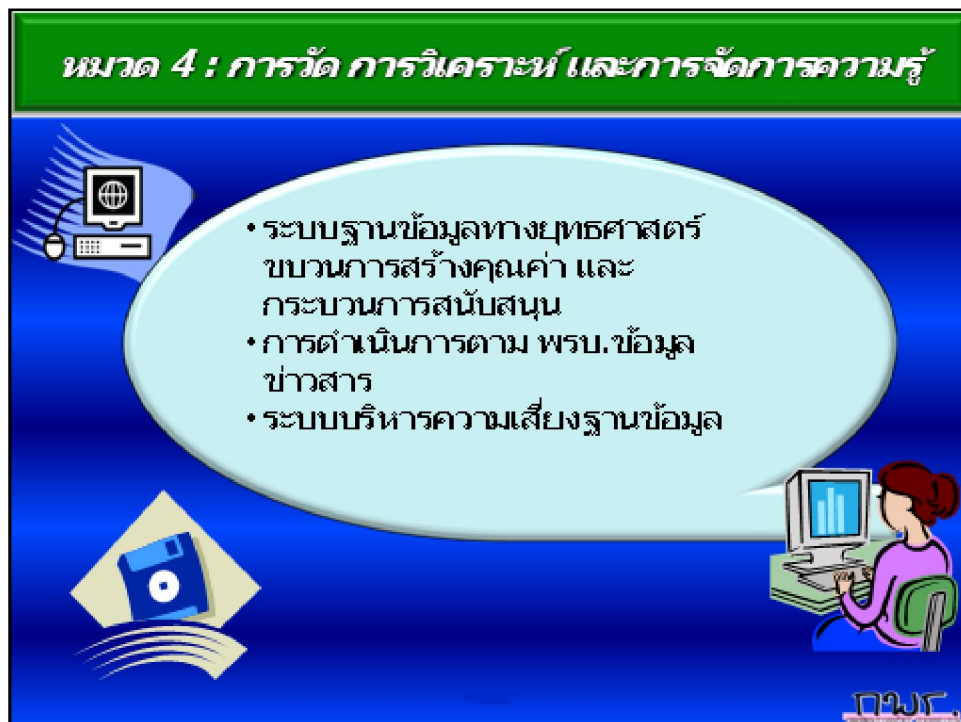 หมวด 4 : การวัด การวิเคราะห์ และการจัดการความรู้
• ระบบฐานข้อมูลทางยุทธศาสตร์
ขบวนการสร้างคุณค่า และ
กระบวนการสนับสนุน
• การดำเนินการตาม พรบ.ข้อมูล
ข่าวสาร
• ระบบบริหารความเสี่ยงฐานข้อมูล
กพร.